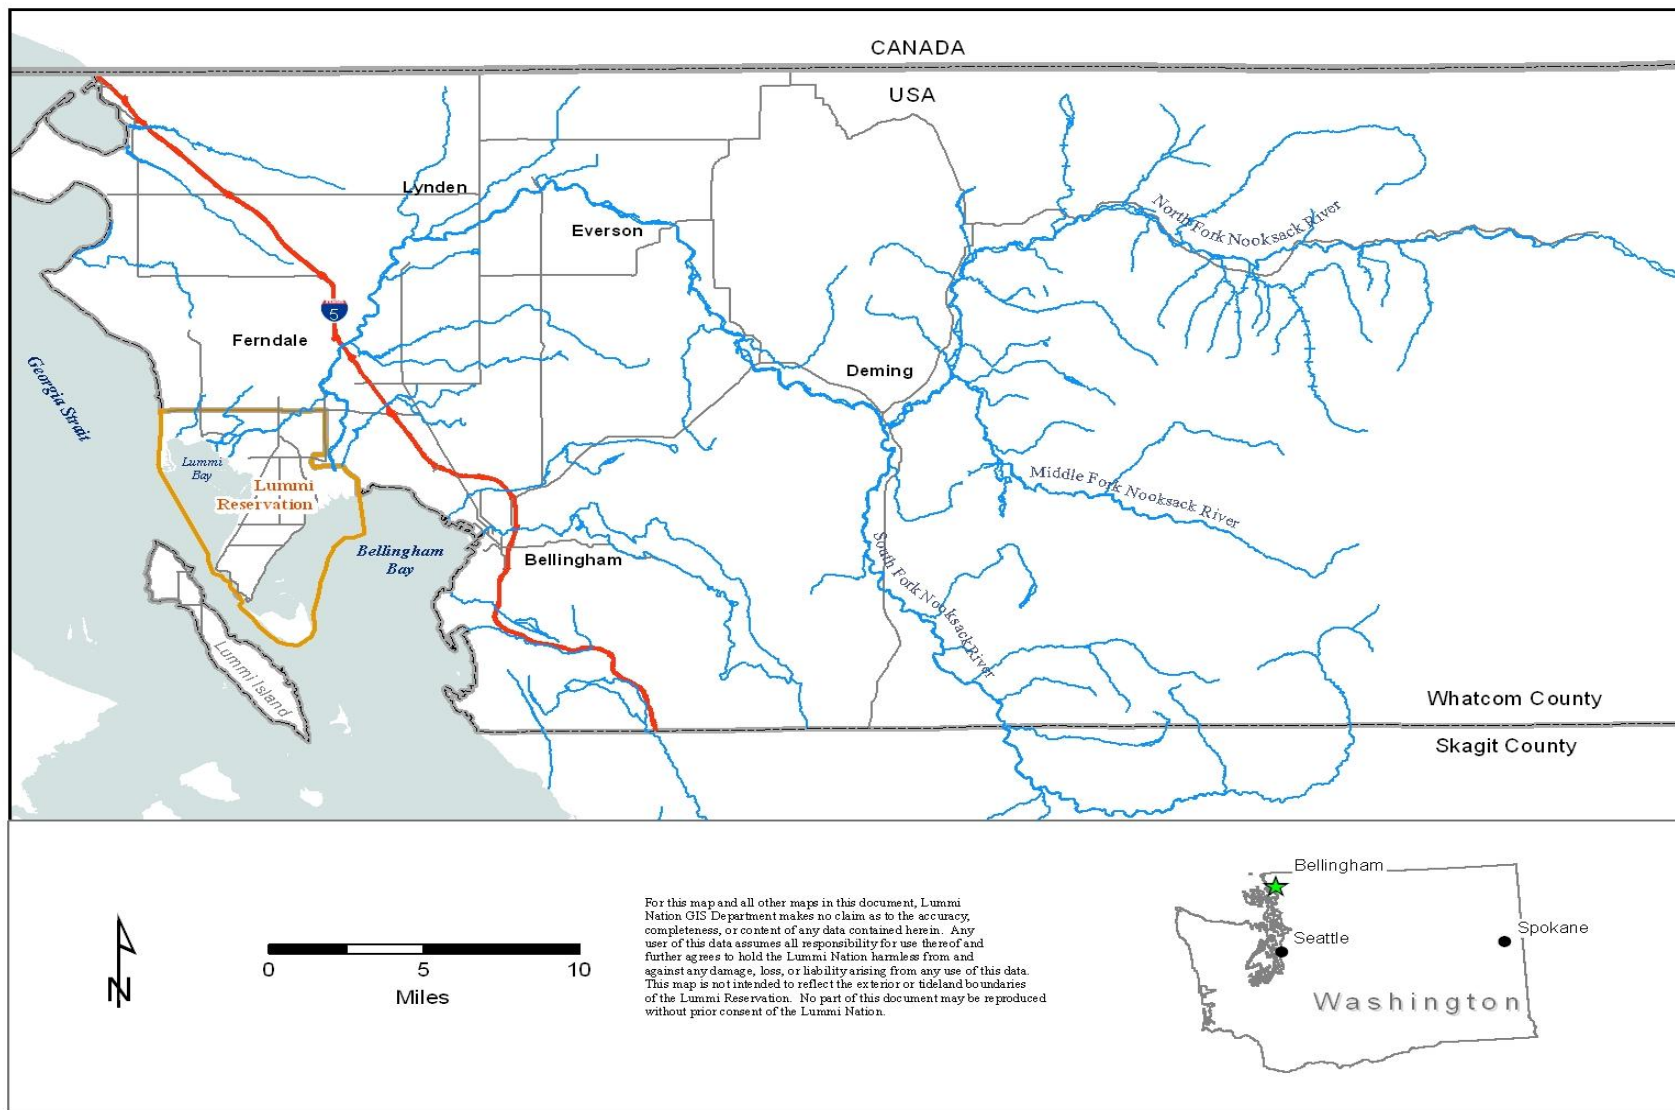 CANADA
USA
Lynden
Everson
North Fork Nooksack River
5
Ferndale
Georgia Strait
Deming
Lummi
Bay
Lummi
Reservation
Middle Fork Nooksack River
Bellingham
Bay
Bellingham
South Fork Nooksack River
Lummi Island
Whatcom County
Skagit County
N
0
5
10
Miles
For this map and all other maps in this document, Lummi
Nation GIS Department makes no claim as to the accuracy,
completeness, or content of any data contained herein. Any
user of this data assumes all responsibility for use thereof and
further agrees to hold the Lummi Nation harmless from and
against any damage, loss, or liability arising from any use of this data.
This map is not intended to reflect the exterior or tideland boundaries
of the Lummi Reservation. No part of this document may be reproduced
without prior consent of the Lummi Nation.
Bellingham
Seattle
Spokane
Washington